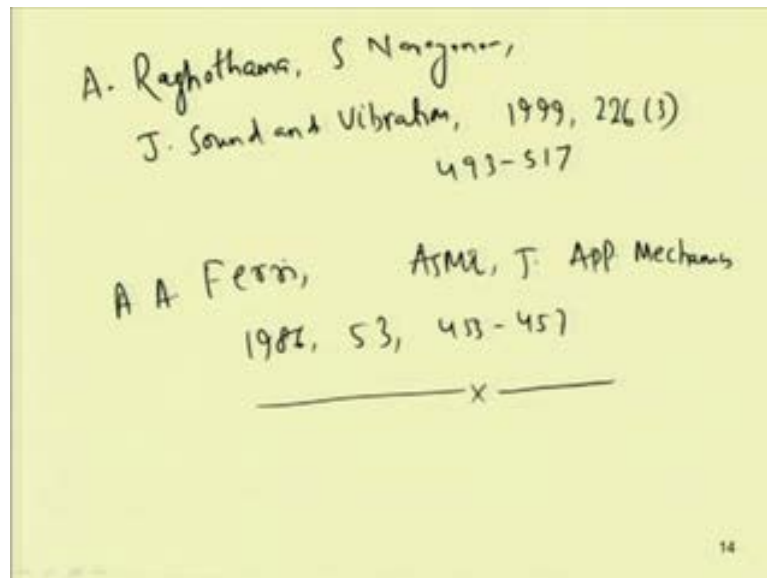 A. Raghothama, S Narayanan,
J. Sound and Vibration, 1999, 226 (3)
493-517
A A Ferri, ASME, J. App Mechanics
1986, 53, 453-457
x
14